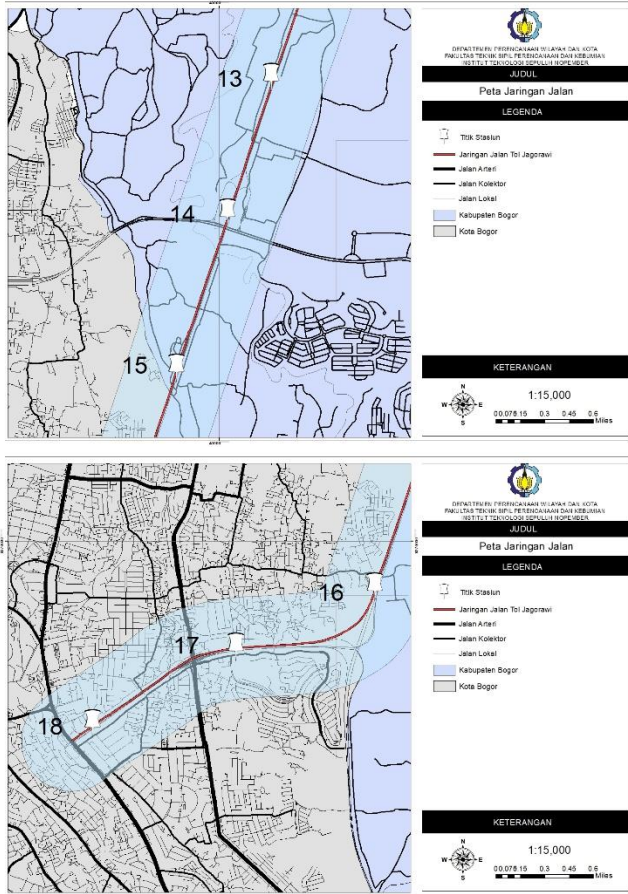 13
14
15
DEPARTEMEN PERENCANAAN WILAYAH DAN KOTA
FAKULTAS TEKNIK SIPIL PERENCANAAN DAN KEBUMIAN
INSTITUT TEKNOLOGI SEPULUH NOPEMBER
JUDUL
Peta Jaringan Jalan
LEGENDA
Titik Stasiun
Jaringan Jalan Tol Jagorawi
Jalan Arteri
Jalan Kolektor
Jalan Lokal
Kabupaten Bogor
Kota Bogor
KETERANGAN
N
W E
S
1:15,000
0 0.075 0.15 0.3 0.45 0.6
Miles
16
17
18
DEPARTEMEN PERENCANAAN WILAYAH DAN KOTA
FAKULTAS TEKNIK SIPIL PERENCANAAN DAN KEBUMIAN
INSTITUT TEKNOLOGI SEPULUH NOPEMBER
JUDUL
Peta Jaringan Jalan
LEGENDA
Titik Stasiun
Jaringan Jalan Tol Jagorawi
Jalan Arteri
Jalan Kolektor
Jalan Lokal
Kabupaten Bogor
Kota Bogor
KETERANGAN
N
W E
S
1:15,000
0 0.075 0.15 0.3 0.45 0.6
Miles